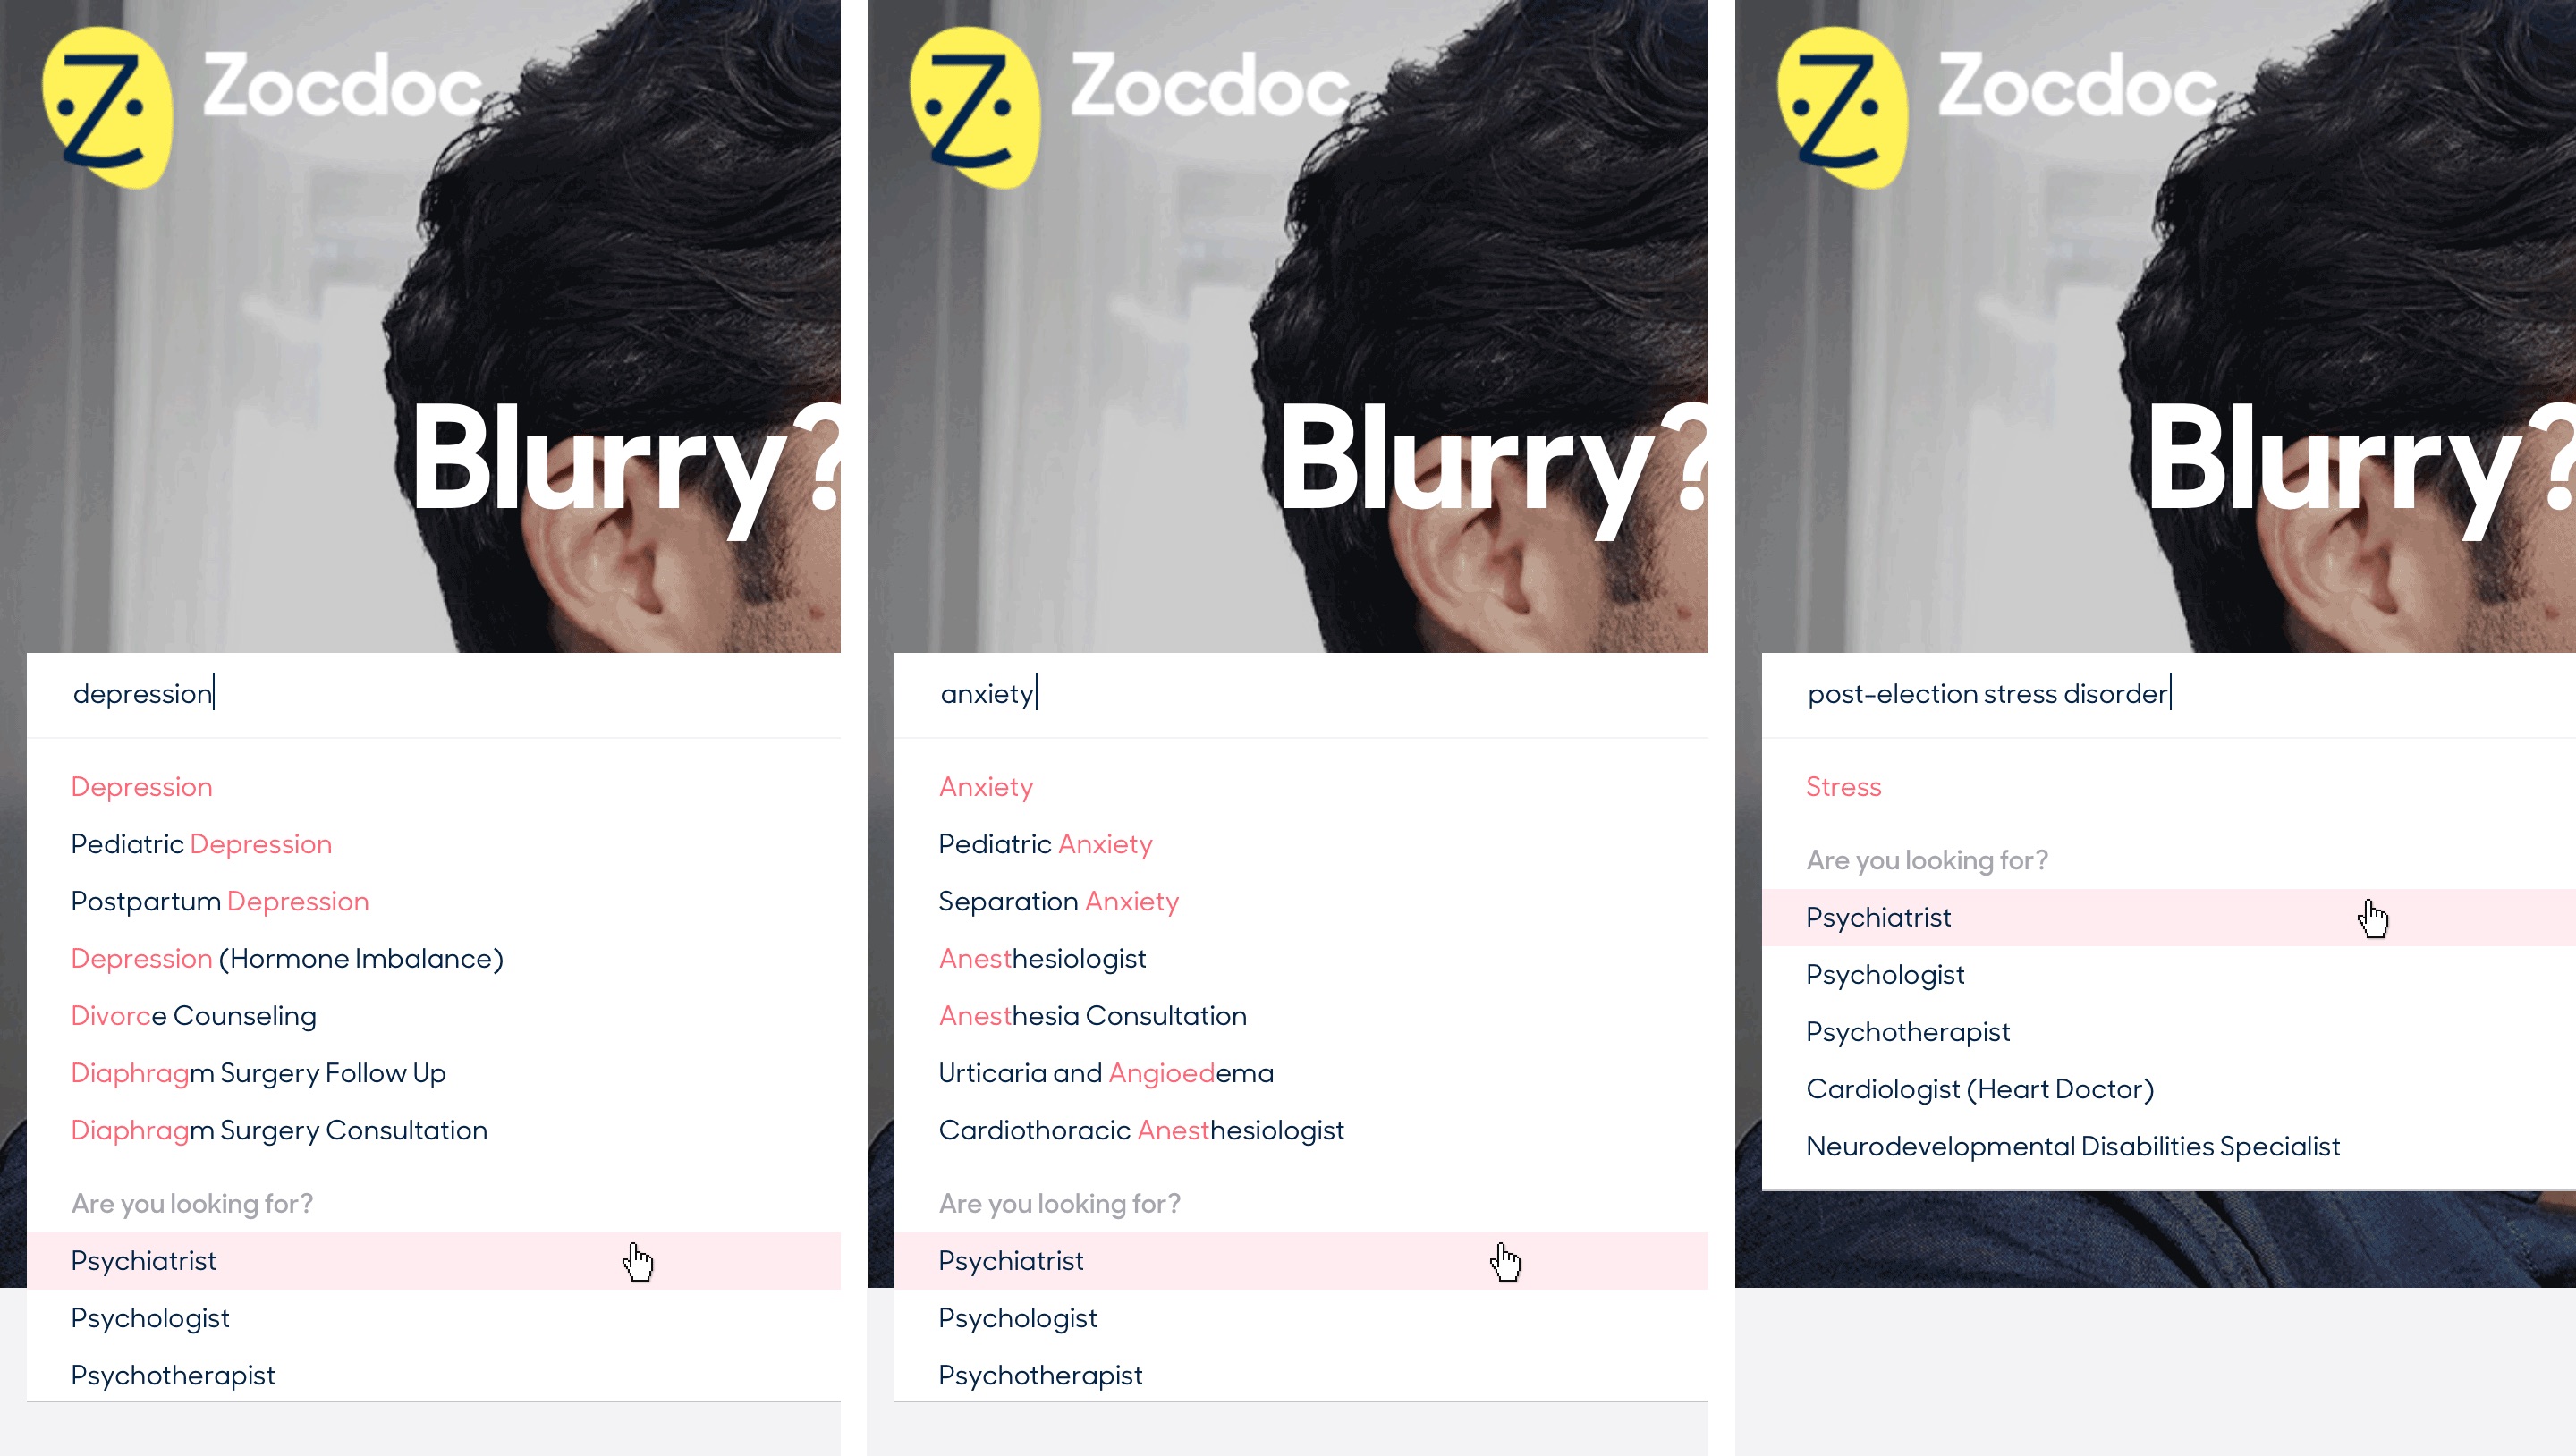 Z Zocdoc
Blurry?
depression
Depression
Pediatric Depression
Postpartum Depression
Depression (Hormone Imbalance)
Divorce Counseling
Diaphragm Surgery Follow Up
Diaphragm Surgery Consultation
Are you looking for?
Psychiatrist
Psychologist
Psychotherapist
Z Zocdoc
Blurry?
anxiety
Anxiety
Pediatric Anxiety
Separation Anxiety
Anesthesiologist
Anesthesia Consultation
Urticaria and Angioedema
Cardiothoracic Anesthesiologist
Are you looking for?
Psychiatrist
Psychologist
Psychotherapist
Z Zocdoc
Blurry?
post-election stress disorder
Stress
Are you looking for?
Psychiatrist
Psychologist
Psychotherapist
Cardiologist (Heart Doctor)
Neurodevelopmental Disabilities Specialist